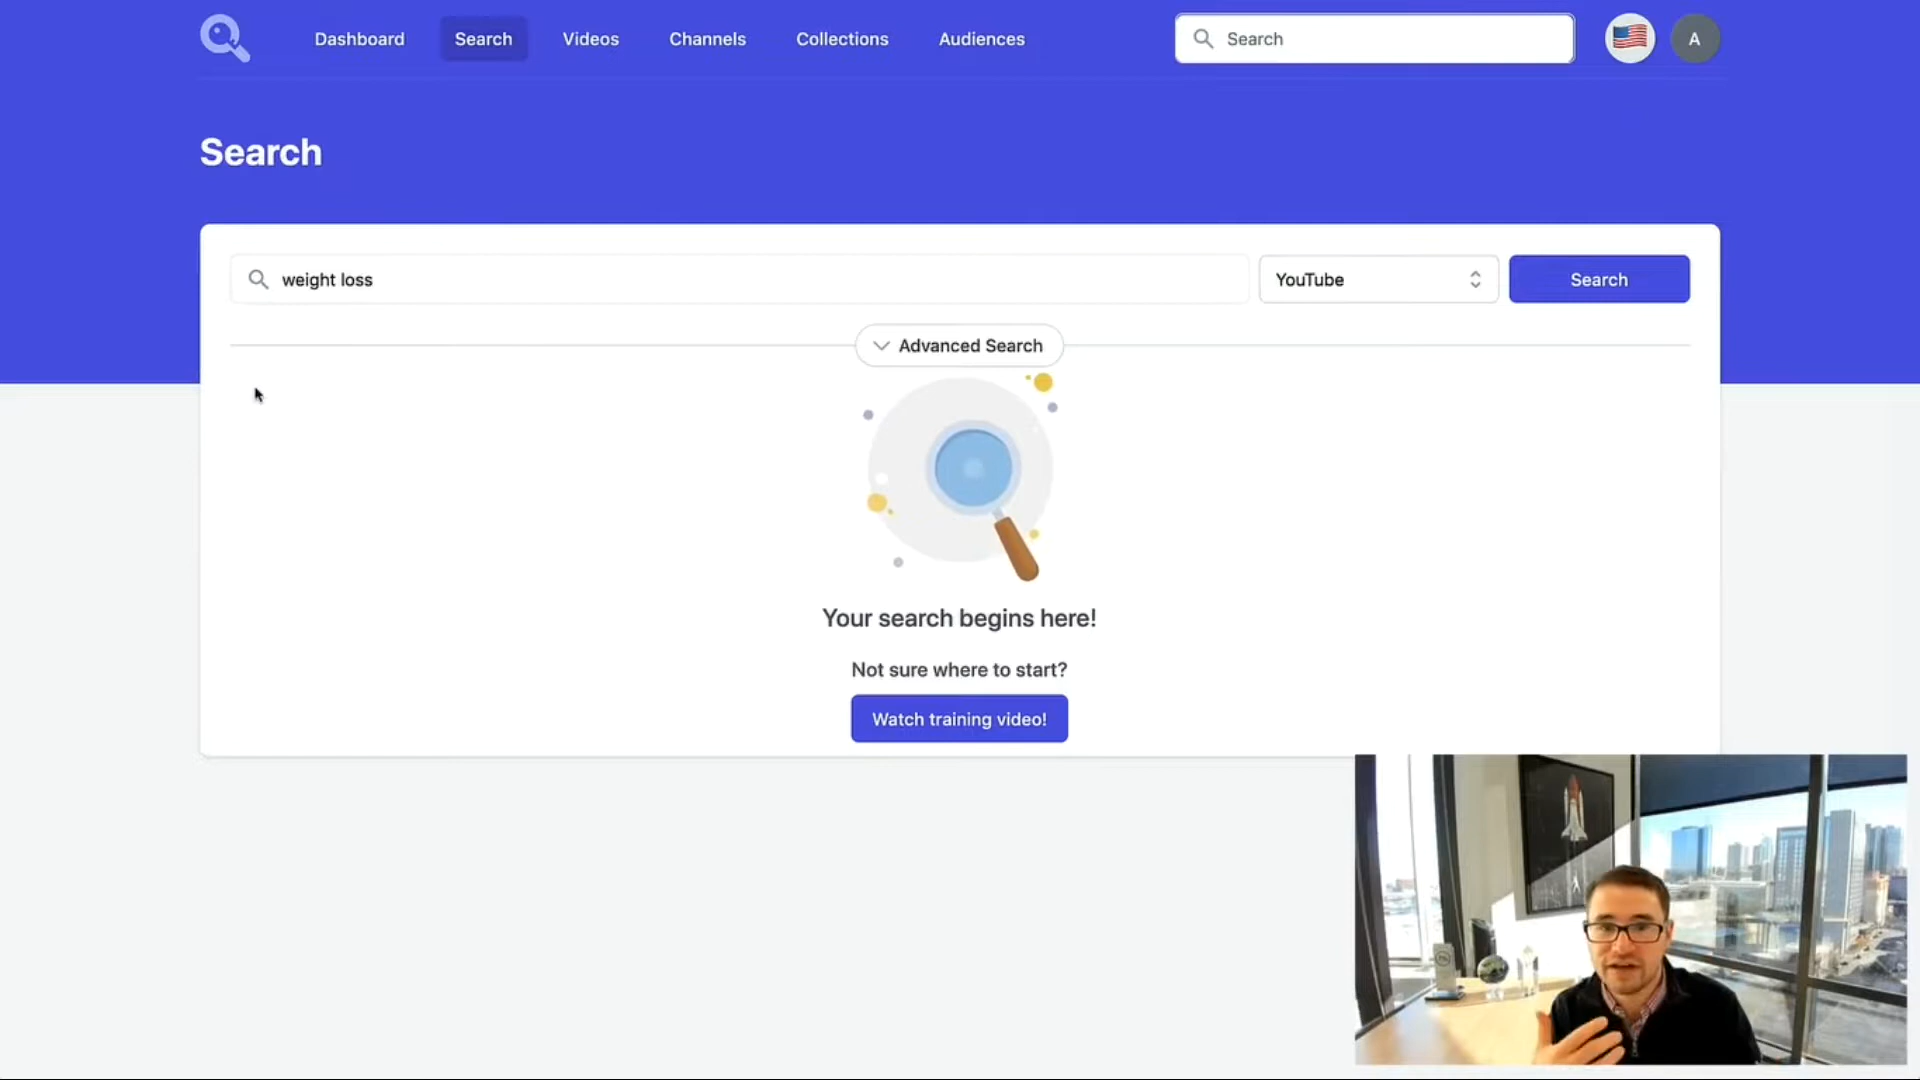 Dashboard
Search
Videos
Channels
Collections
Audiences
Search
A
Search
weight loss
YouTube
Search
Advanced Search
Your search begins here!
Not sure where to start?
Watch training video!